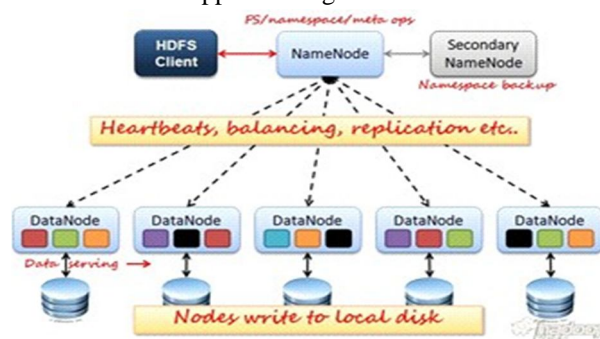 FS/namespace/meta ops
HDFS
Client
NameNode
Secondary
NameNode
Namespace backup
Heartbeats, balancing, replication etc..
DataNode
DataNode
DataNode
DataNode
DataNode
Data serving
Nodes write to local disk
hadoop